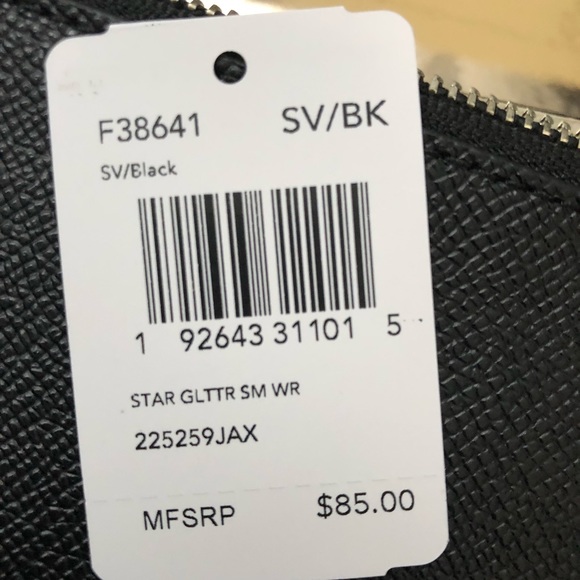 F38641 SV/BK
SV/Black
1 92643 31101 5
STAR GLTTR SM WR
225259JAX
MFSRP $85.00